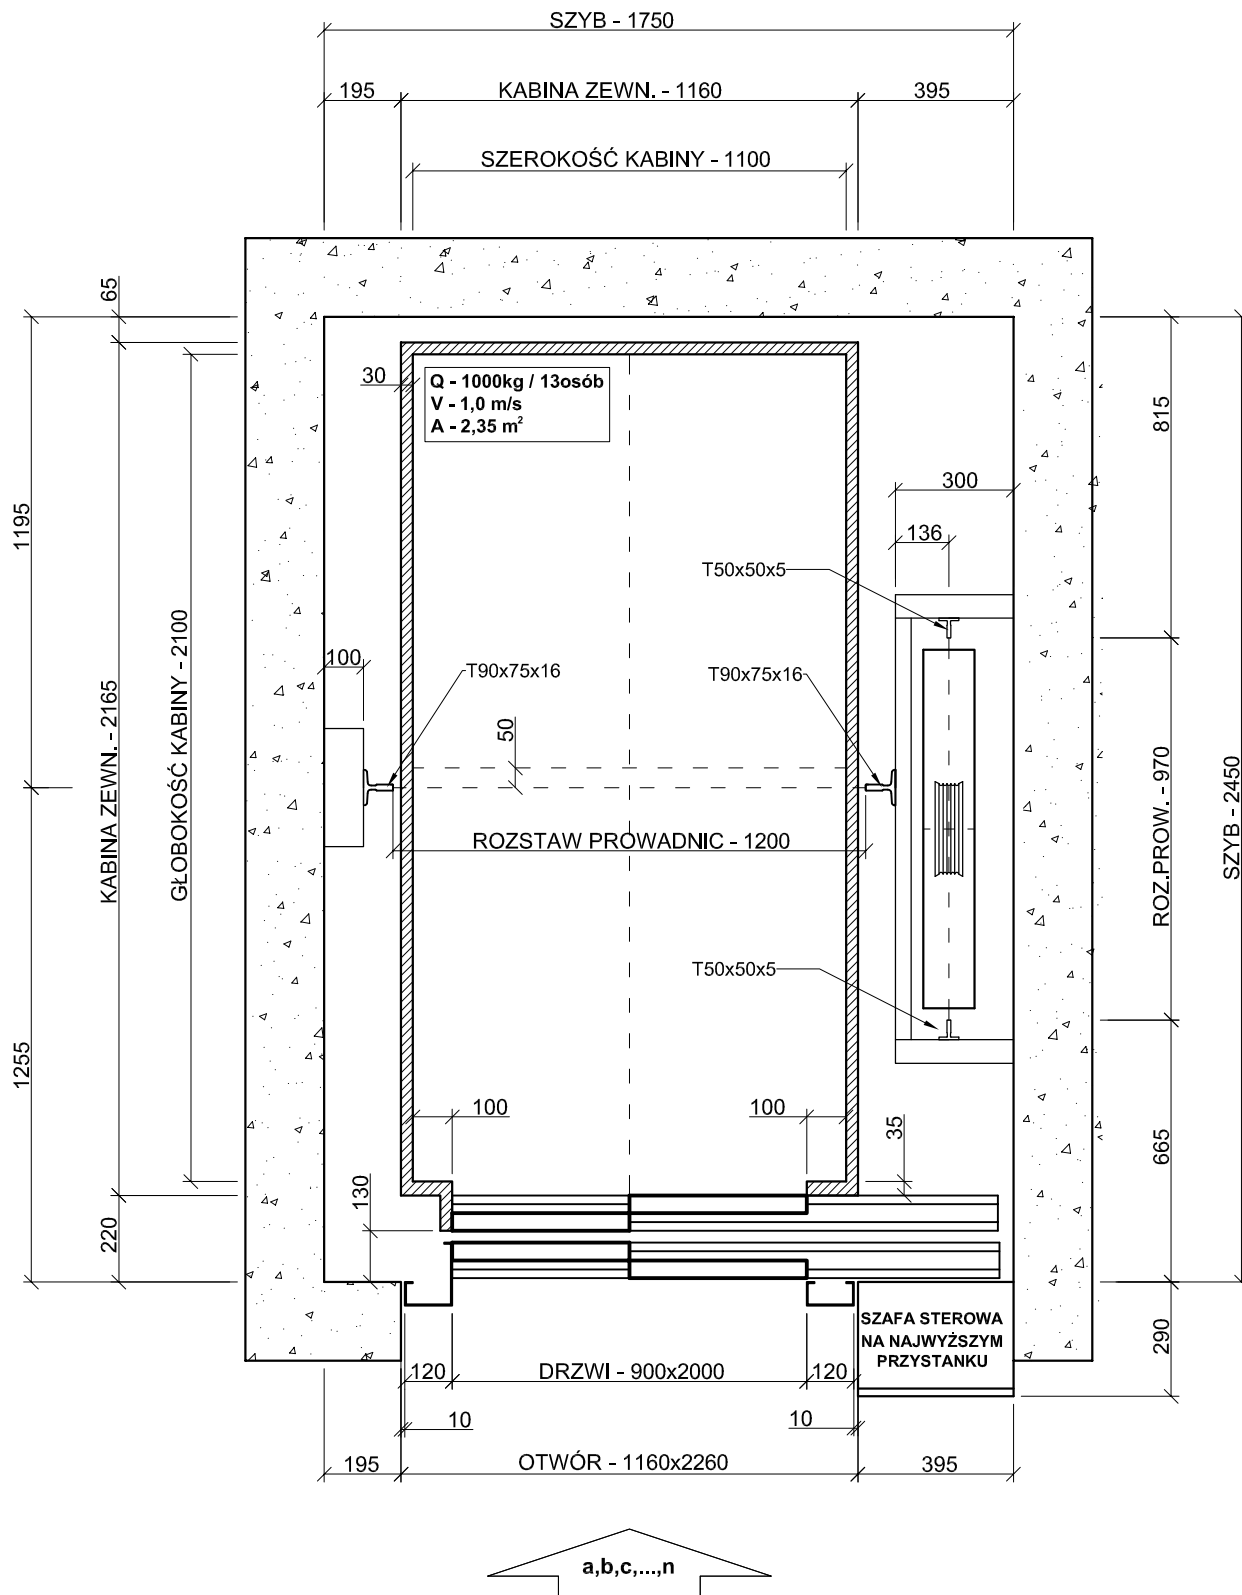 SZYB - 1750
195
KABINA ZEWN. - 1160
395
SZEROKOŚĆ KABINY - 1100
65
30
Q - 1000kg / 13osób
V - 1,0 m/s
A - 2,35 m²
815
300
1195
136
T50x50x5
100
T90x75x16
T90x75x16
GŁOBOKOŚĆ KABINY - 2100
KABINA ZEWN. - 2165
50
ROZ.PROW. - 970
SZYB - 2450
ROZSTAW PROWADNIC - 1200
T50x50x5
1255
100
100
35
665
130
220
SZAFA STEROWA
NA NAJWYŻSZYM
PRZYSTANKU
290
120
DRZWI - 900x2000
120
10
10
195
OTWÓR - 1160x2260
395
a,b,c,...,n